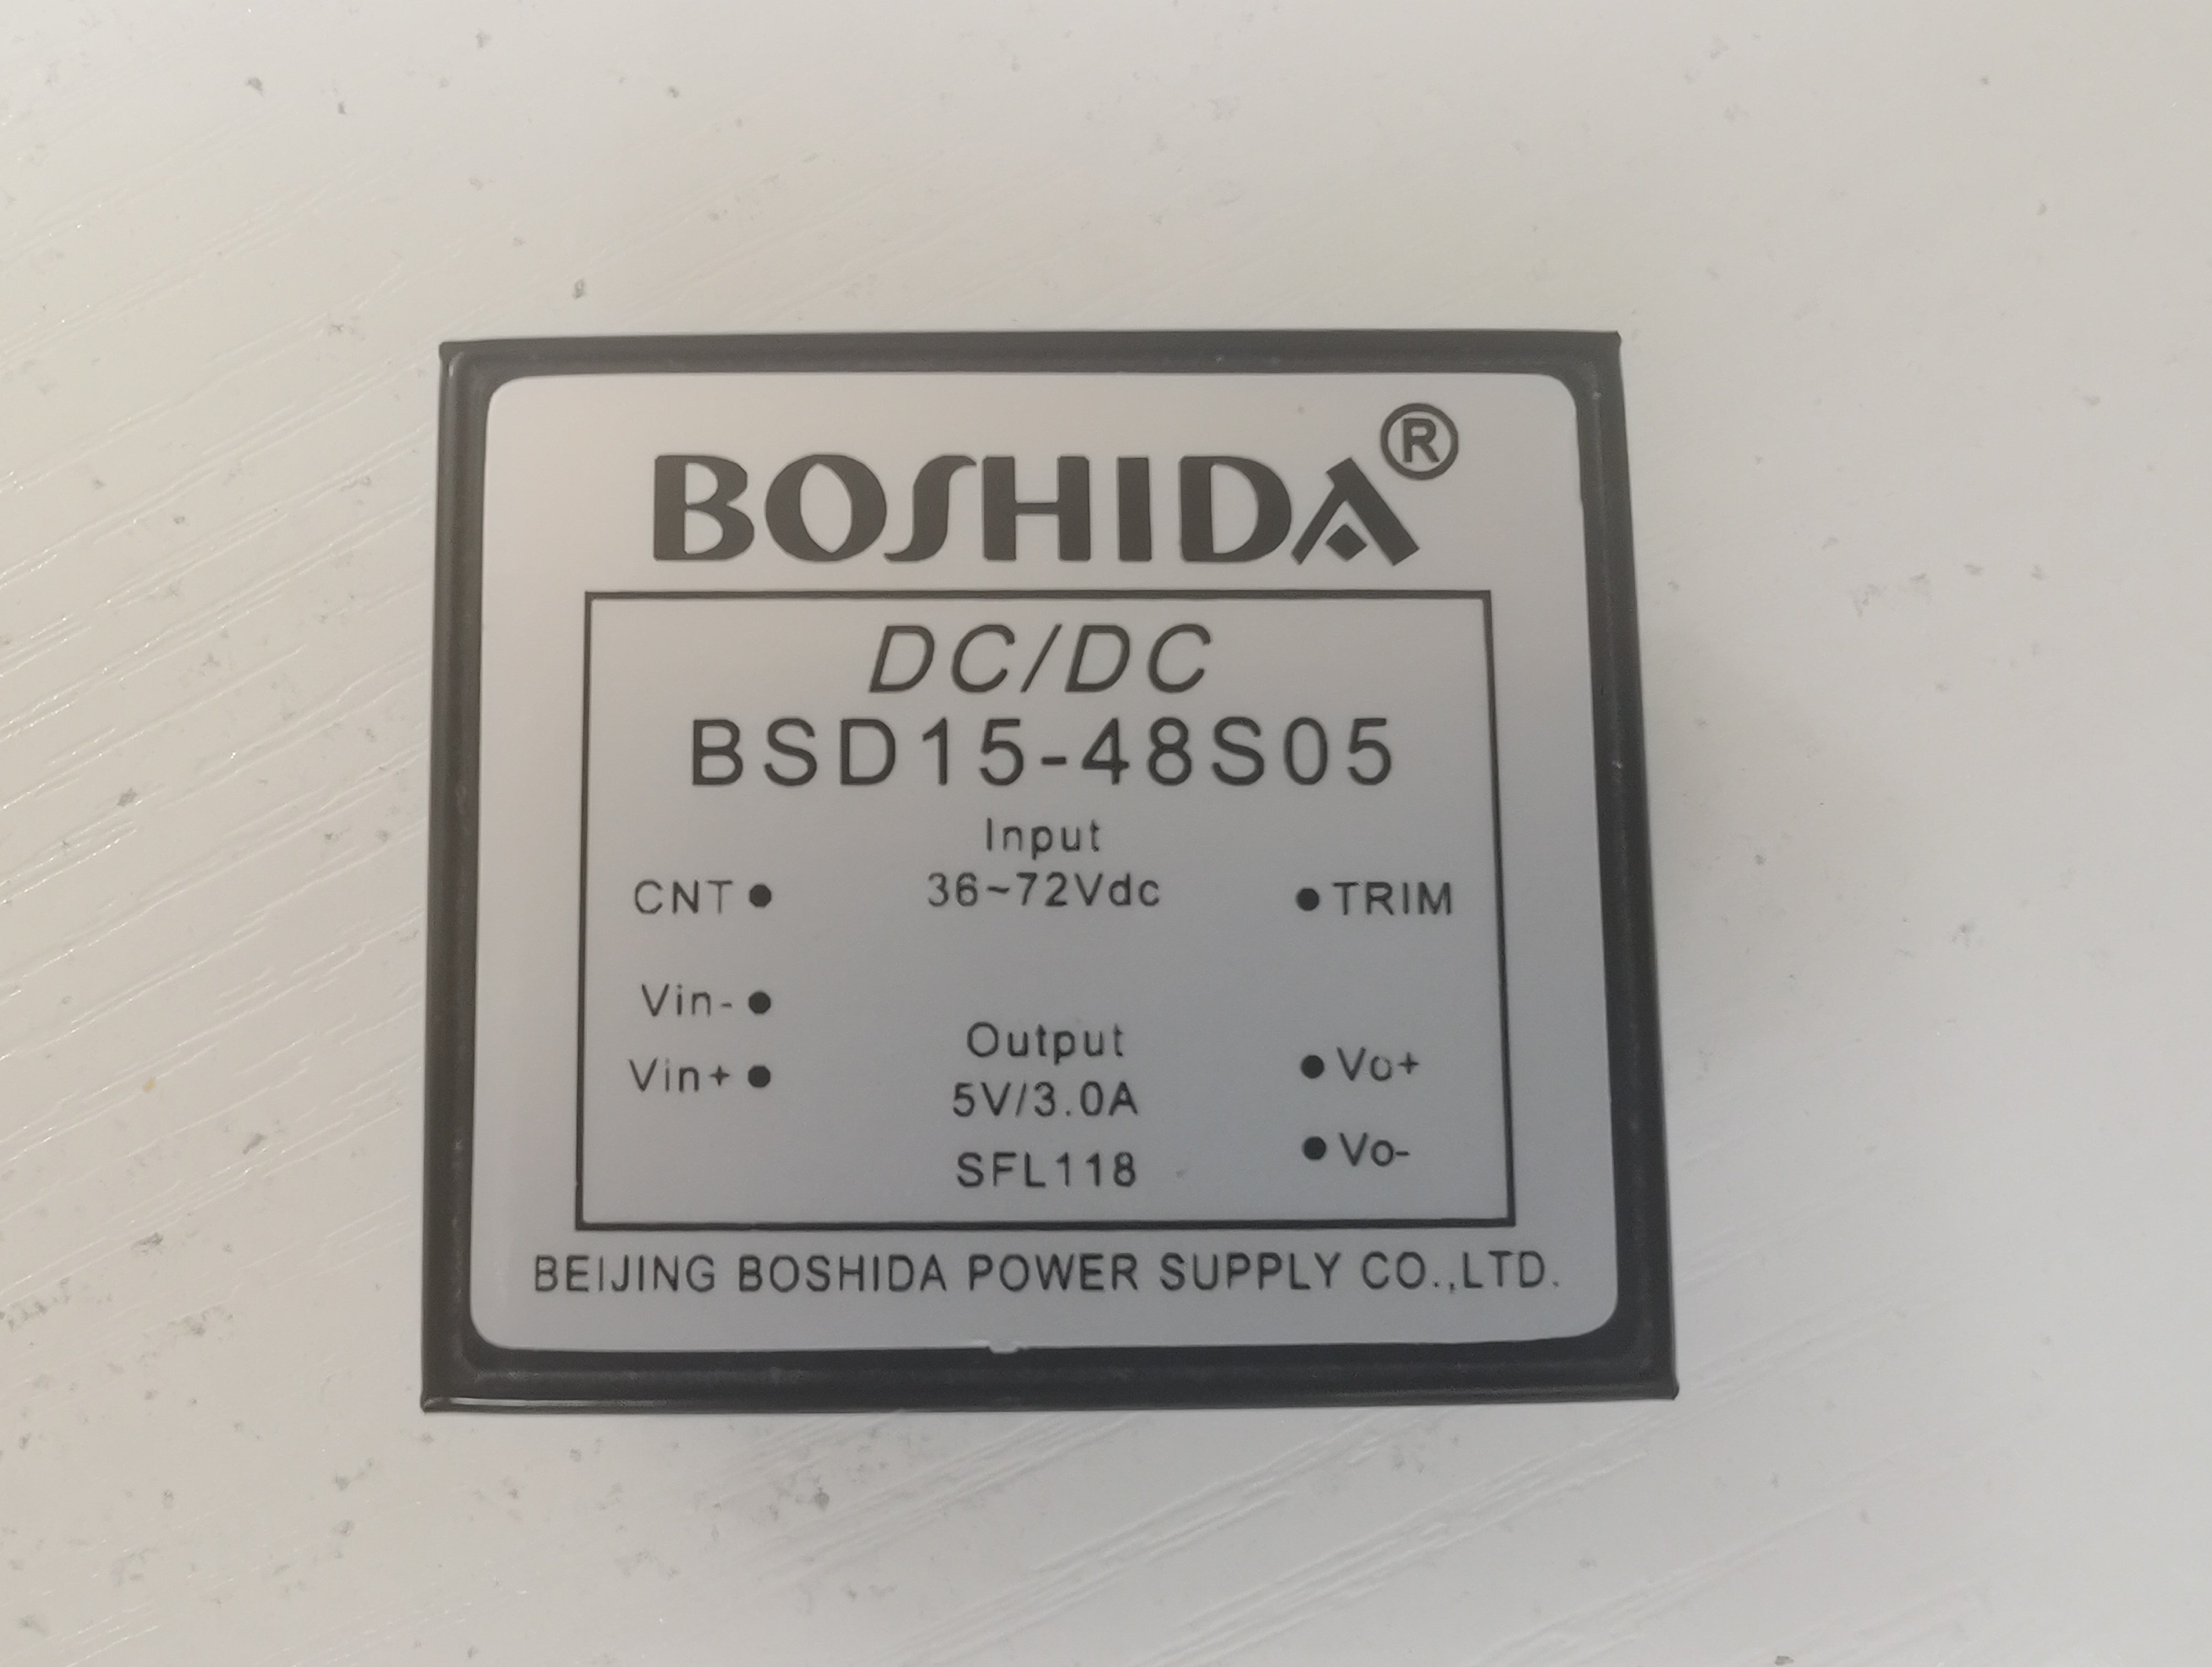 BOSHIDA®
DC/DC
BSD15-48S05
Input
CNT 36~72Vdc TRIM
Vin-
Output
Vin+ 5V/3.0A Vo+
SFL118 Vo-
BEIJING BOSHIDA POWER SUPPLY CO.,LTD.